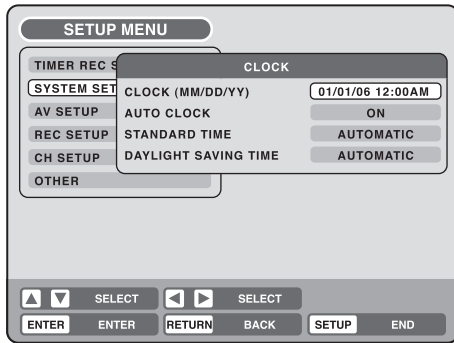 SETUP MENU
TIMER REC S
SYSTEM SET
AV SETUP
REC SETUP
CH SETUP
OTHER
CLOCK
CLOCK (MM/DD/YY) 01/01/06 12:00AM
AUTO CLOCK ON
STANDARD TIME AUTOMATIC
DAYLIGHT SAVING TIME AUTOMATIC
SELECT SELECT
ENTER ENTER RETURN BACK SETUP END